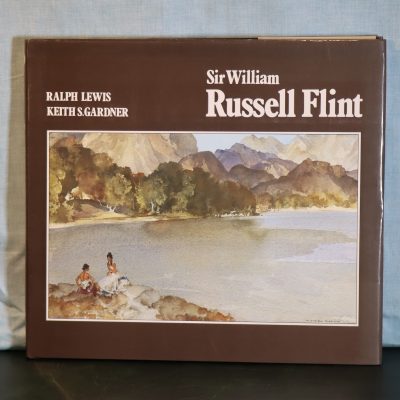 Sir William
Russell Flint
RALPH LEWIS
KEITH S.GARDNER